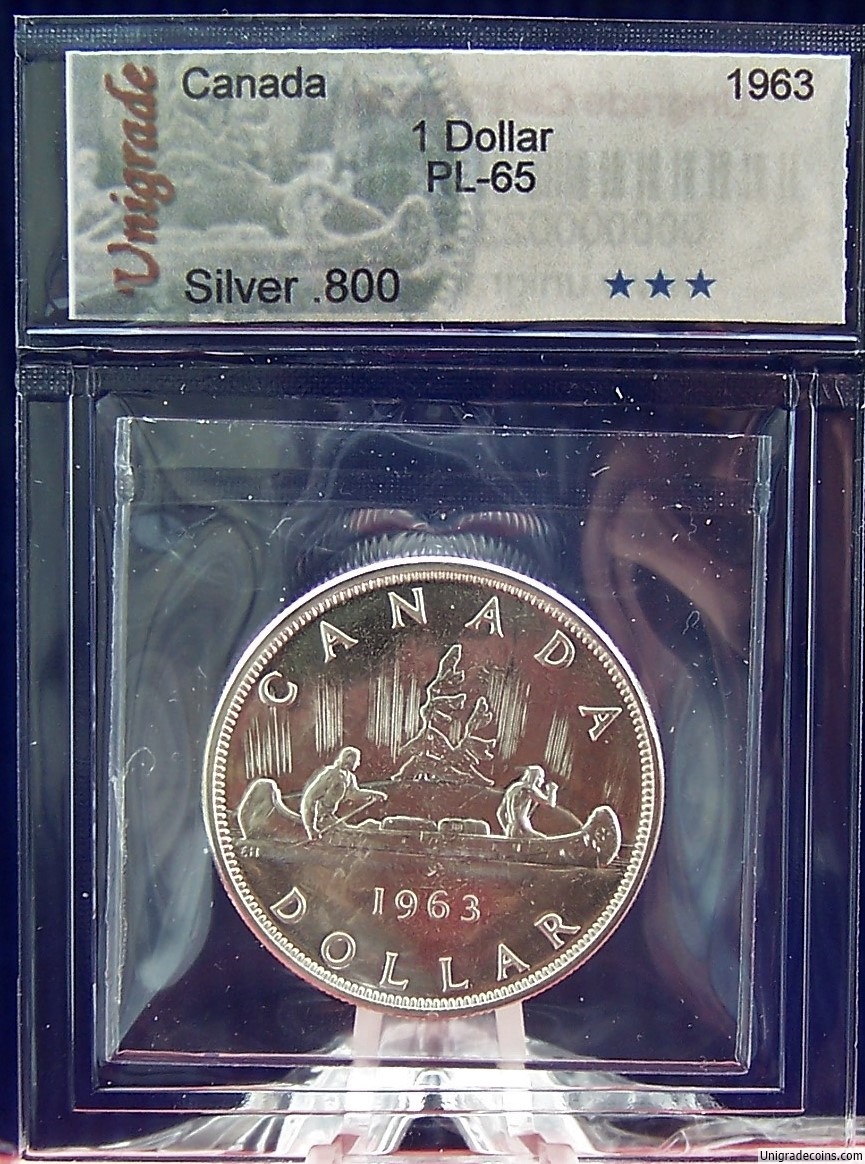 Unigrade
Canada 1963
1 Dollar
PL-65
Silver .800 ★★★
CANADA
1963
DOLLAR
Unigradecoins.com